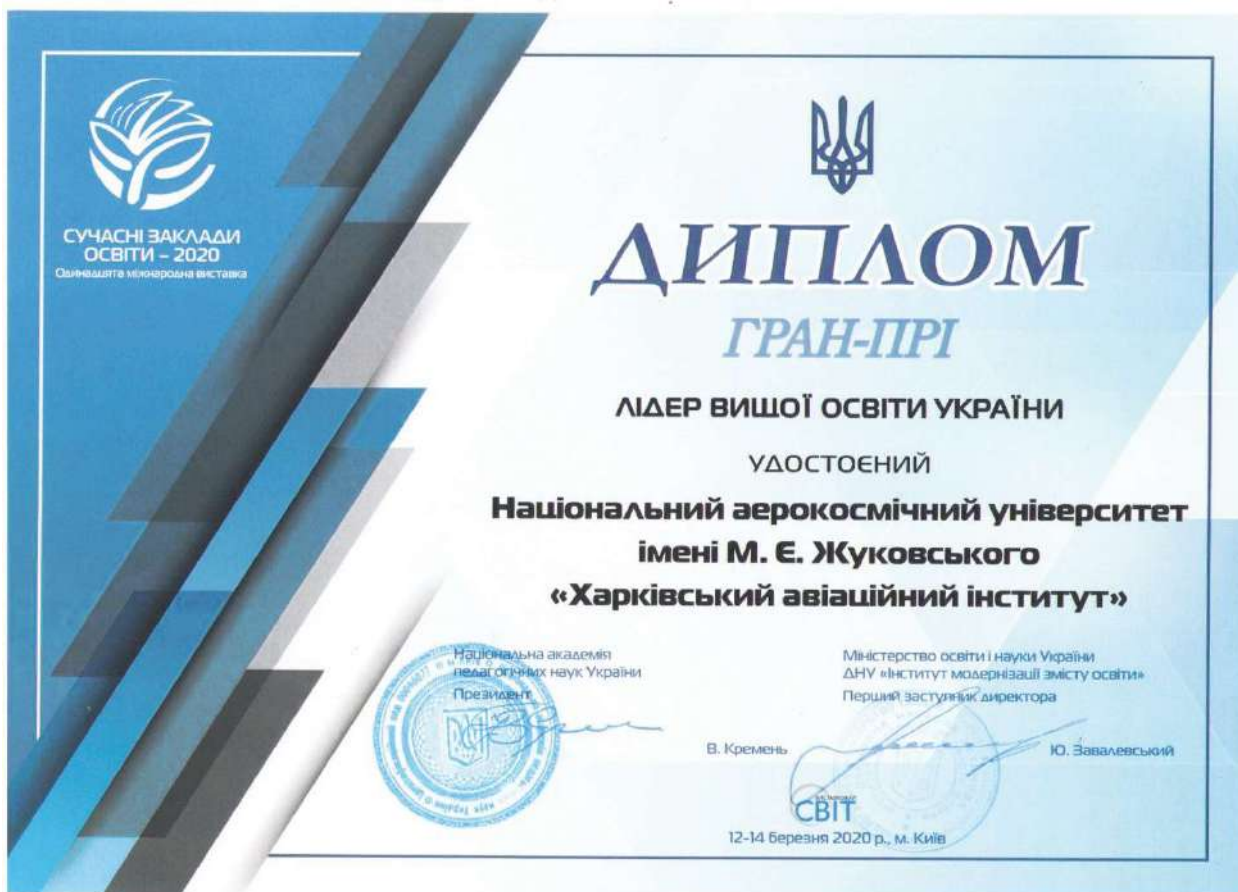 СУЧАСНІ ЗАКЛАДИ
ОСВІТИ – 2020
Одинадцята міжнародна виставка
ДИПЛОМ
ГРАН-ПРІ
ЛІДЕР ВИЩОЇ ОСВІТИ УКРАЇНИ
УДОСТОЄНИЙ
Національний аерокосмічний університет
імені М. Є. Жуковського
«Харківський авіаційний інститут»
Національна академія
педагогічних наук України
Президент
В. Кремень
Міністерство освіти і науки України
ДНУ «Інститут модернізації змісту освіти»
Перший заступник директора
Ю. Завалевський
СВІТ
12-14 березня 2020 р., м. Київ